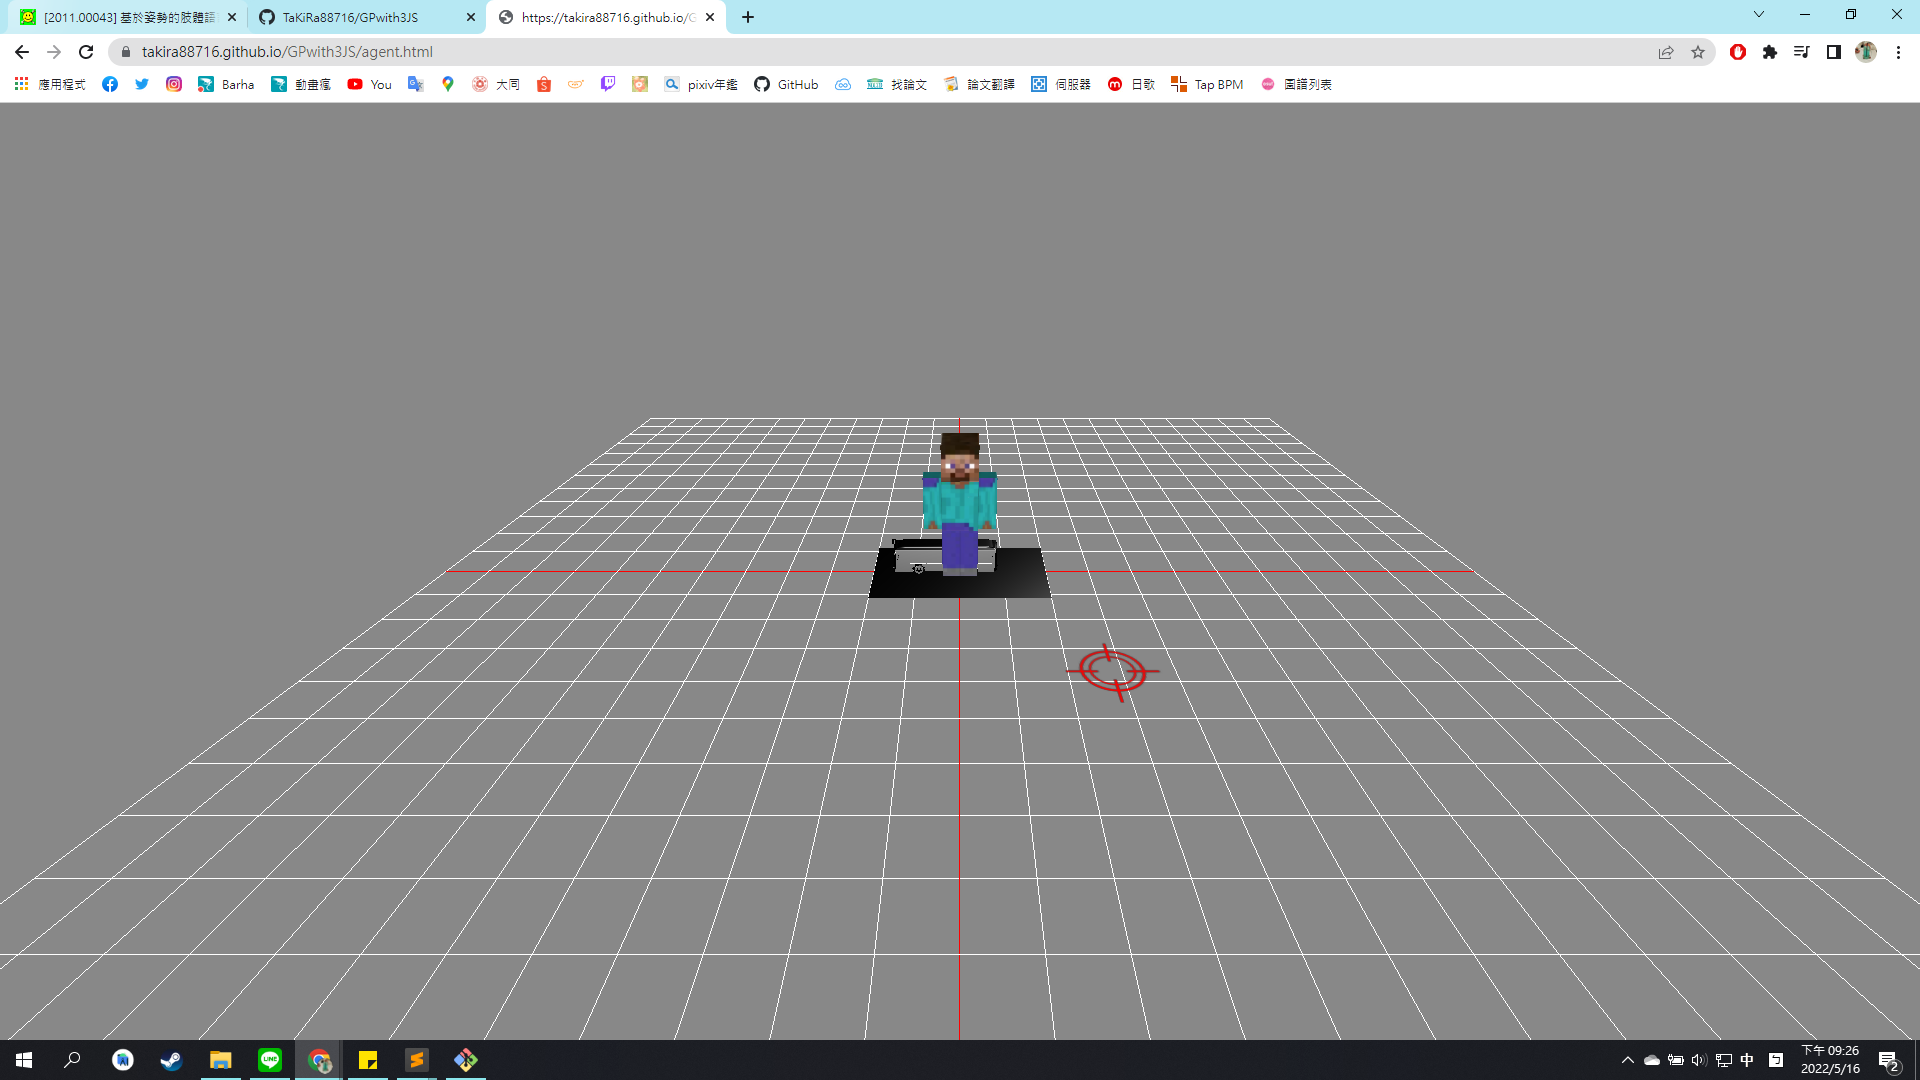 [2011.00043] 基於姿勢的肢體語
TaKiRa88716/GPwith3JS
https://takira88716.github.io/G
takira88716.github.io/GPwith3JS/agent.html
應用程式
Barha
動畫瘋
You
大同
pixiv年鑑
GitHub
找論文
論文翻譯
伺服器
日歌
Tap BPM
圖譜列表
LINE
中
下午 09:26
2022/5/16
2